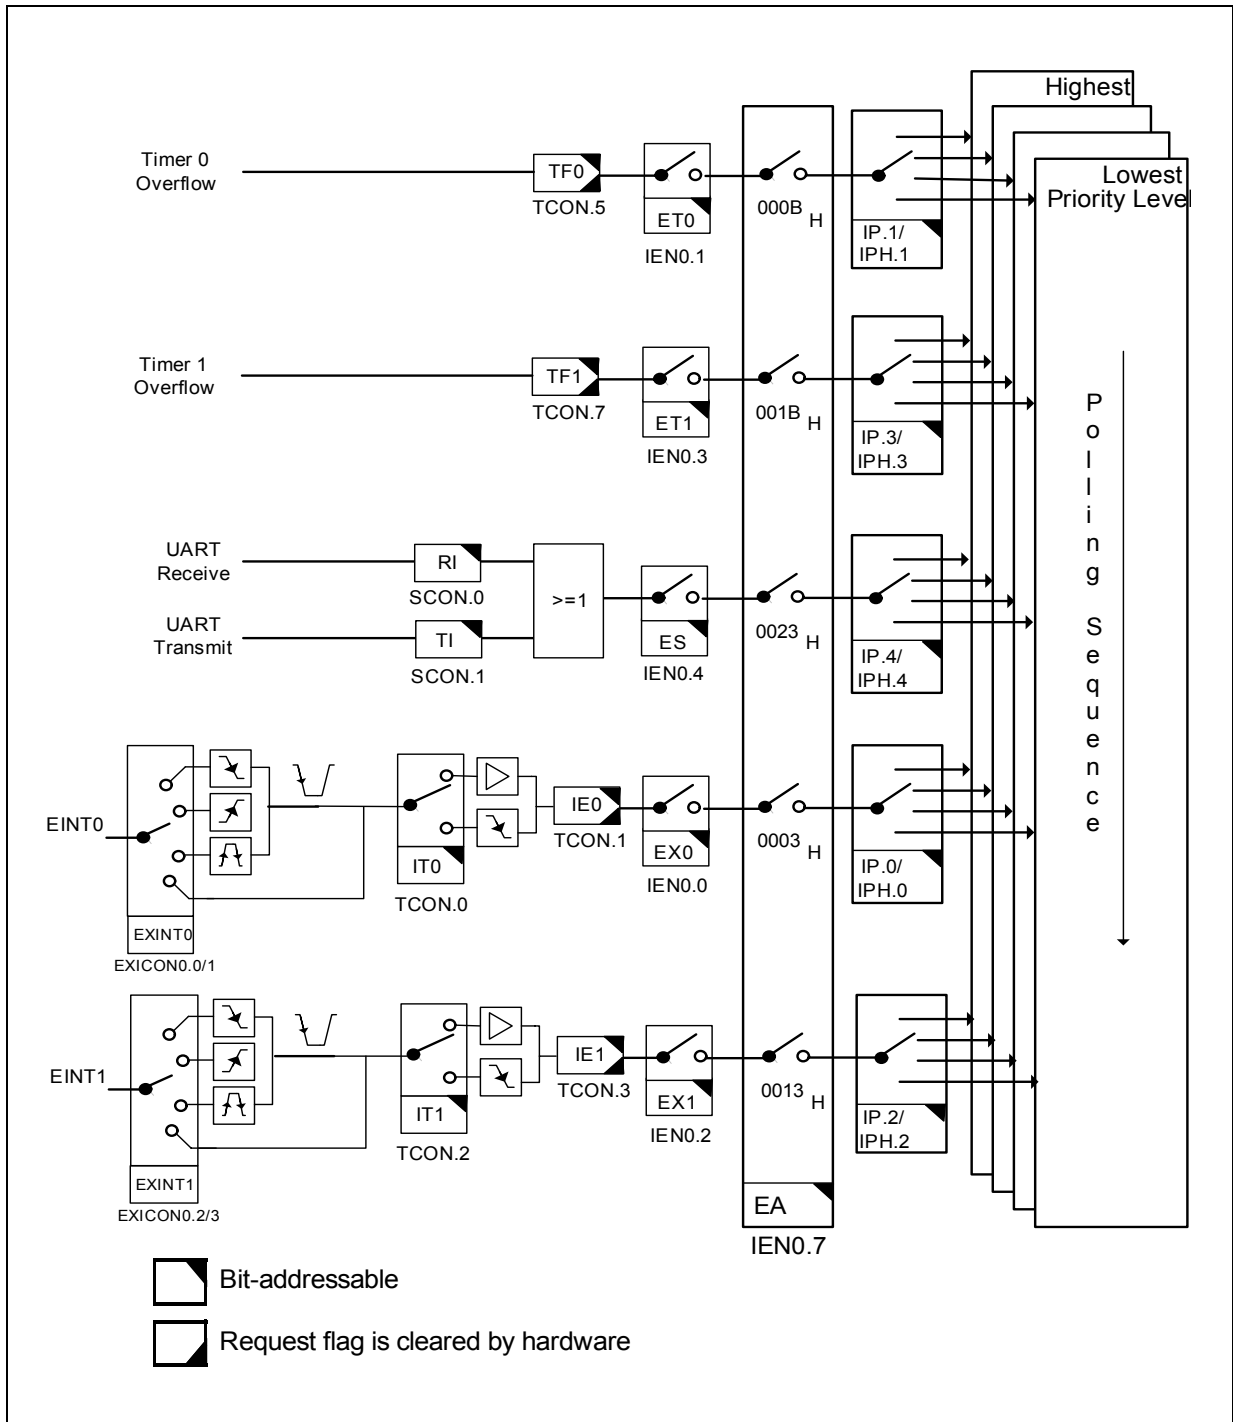 Highest
Lowest
Priority Level
Timer 0
Overflow
TF0
TCON.5
ET0
IEN0.1
000B H
IP.1/
IPH.1
Timer 1
Overflow
TF1
TCON.7
ET1
IEN0.3
001B H
IP.3/
IPH.3
Polling Sequence
UART
Receive
RI
SCON.0
UART
Transmit
TI
SCON.1
>=1
ES
IEN0.4
0023 H
IP.4/
IPH.4
EINT0
EXINT0
EXICON0.0/1
IT0
TCON.0
IE0
TCON.1
EX0
IEN0.0
0003 H
IP.0/
IPH.0
EINT1
EXINT1
EXICON0.2/3
IT1
TCON.2
IE1
TCON.3
EX1
IEN0.2
0013 H
IP.2/
IPH.2
EA
IEN0.7
Bit-addressable
Request flag is cleared by hardware